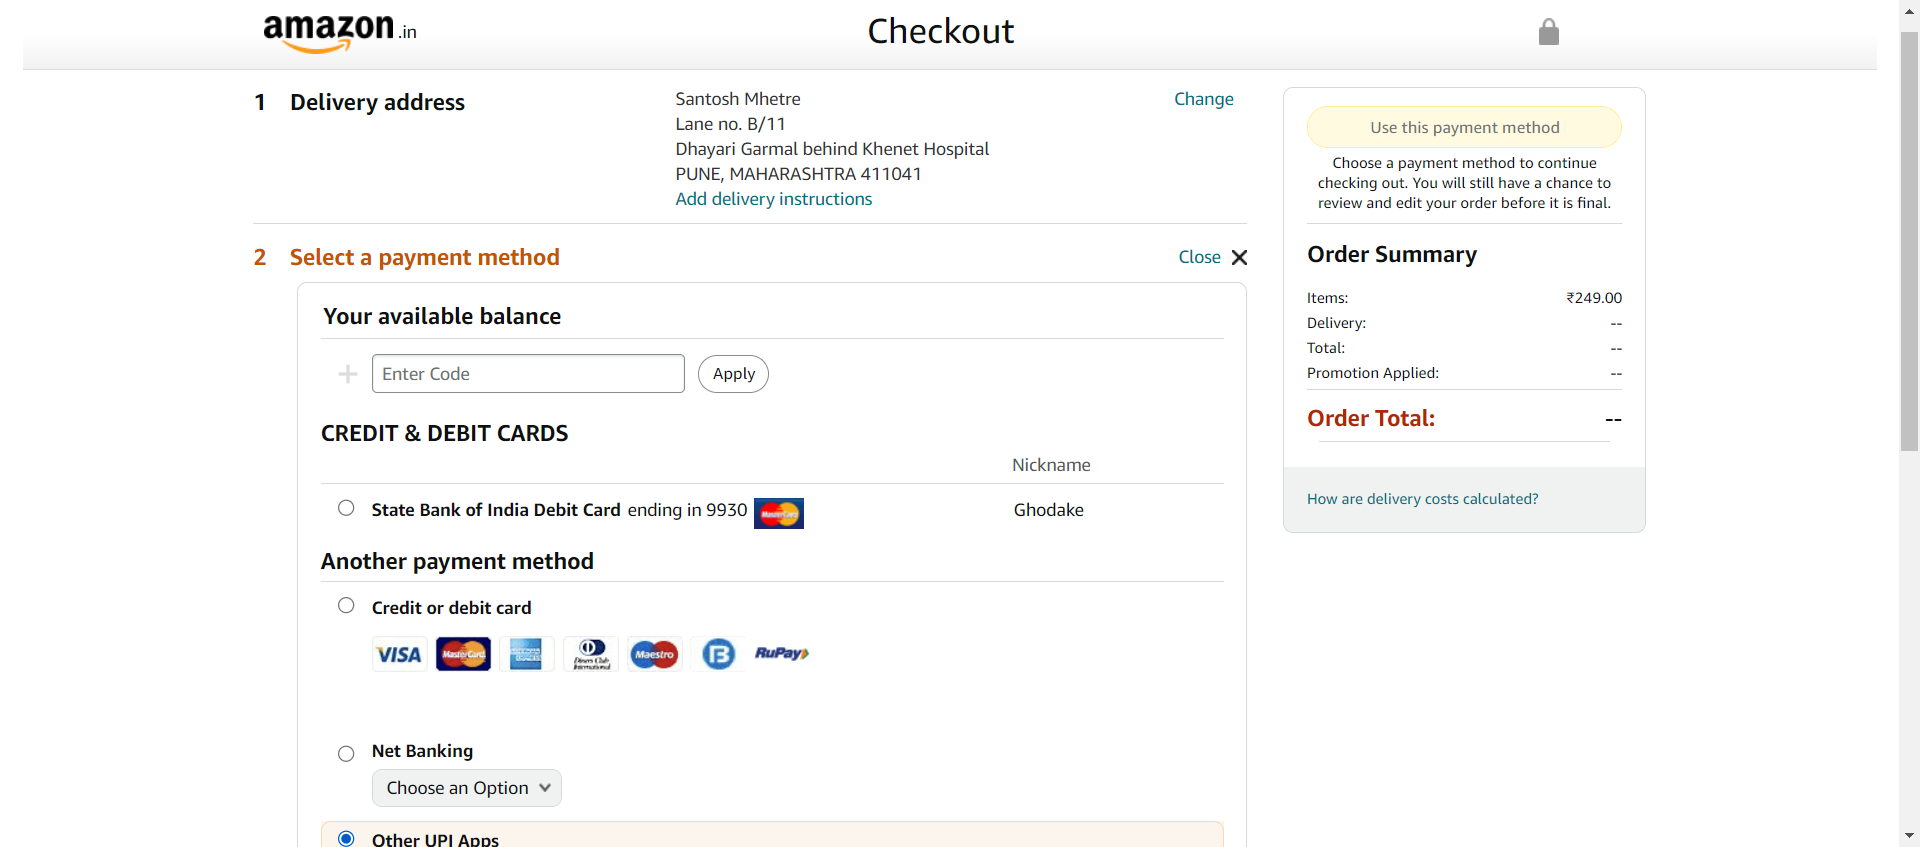 amazon.in
Checkout
1 Delivery address
Santosh Mhetre
Lane no. B/11
Dhayari Garmal behind Khenet Hospital
PUNE, MAHARASHTRA 411041
Add delivery instructions
Change
2 Select a payment method
Close
Your available balance
Enter Code
Apply
CREDIT & DEBIT CARDS
Nickname
State Bank of India Debit Card ending in 9930 MasterCard
Ghodake
Another payment method
Credit or debit card
VISA MasterCard AMERICAN EXPRESS Diners Club International Maestro B RuPay
Net Banking
Choose an Option
Other UPI Apps
Use this payment method
Choose a payment method to continue
checking out. You will still have a chance to
review and edit your order before it is final.
Order Summary
Items: ₹249.00
Delivery: --
Total: --
Promotion Applied: --
Order Total: --
How are delivery costs calculated?